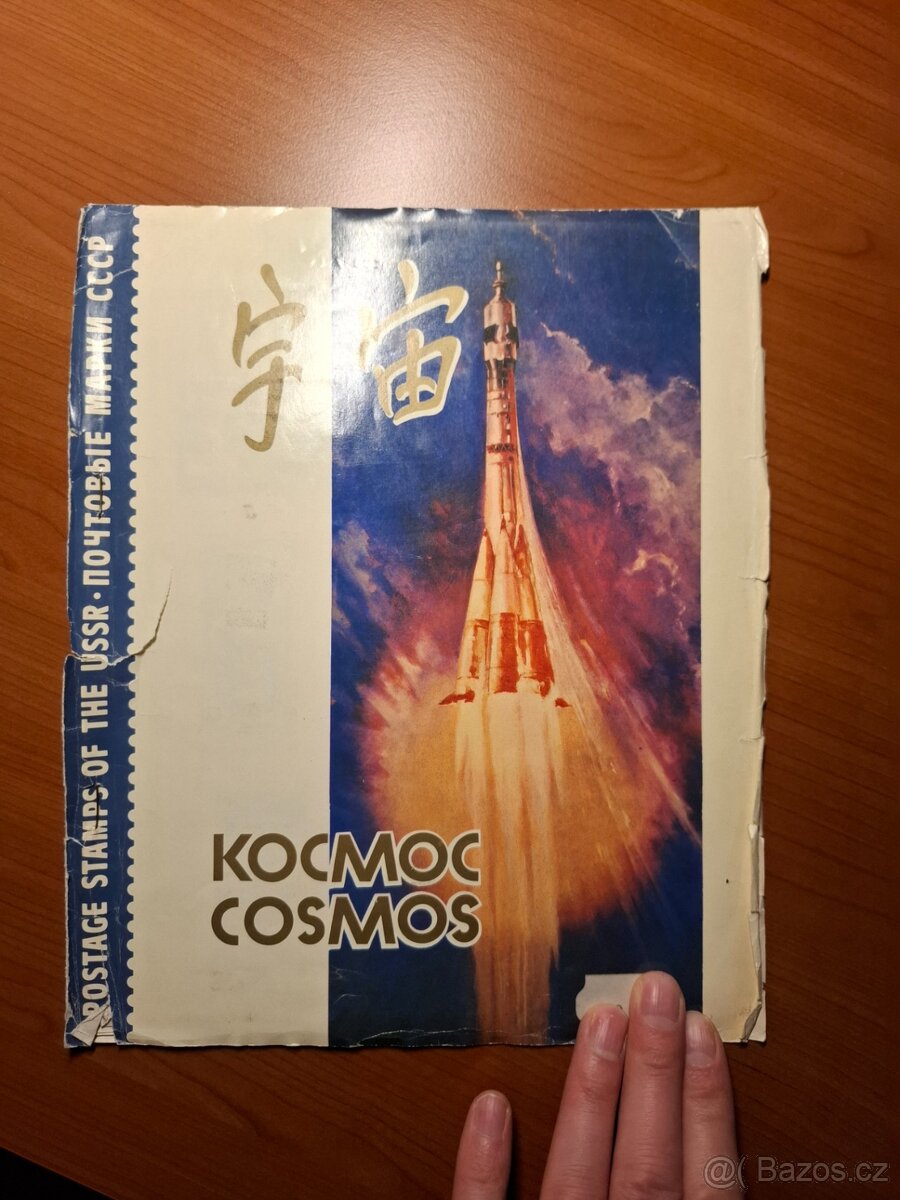 POSTAGE STAMPS OF THE USSR · ПОЧТОВЫЕ МАРКИ СССР
宇宙
КОСМОС
COSMOS
@( Bazos.cz